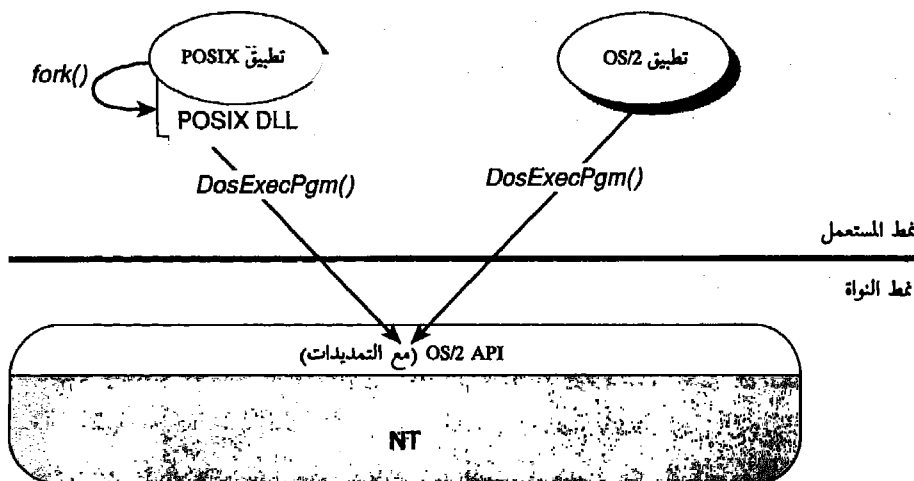 تطبيق POSIX
تطبيق OS/2
fork()
POSIX DLL
DosExecPgm()
DosExecPgm()
نمط المستعمل
نمط النواة
OS/2 API (مع التمديدات)
NT